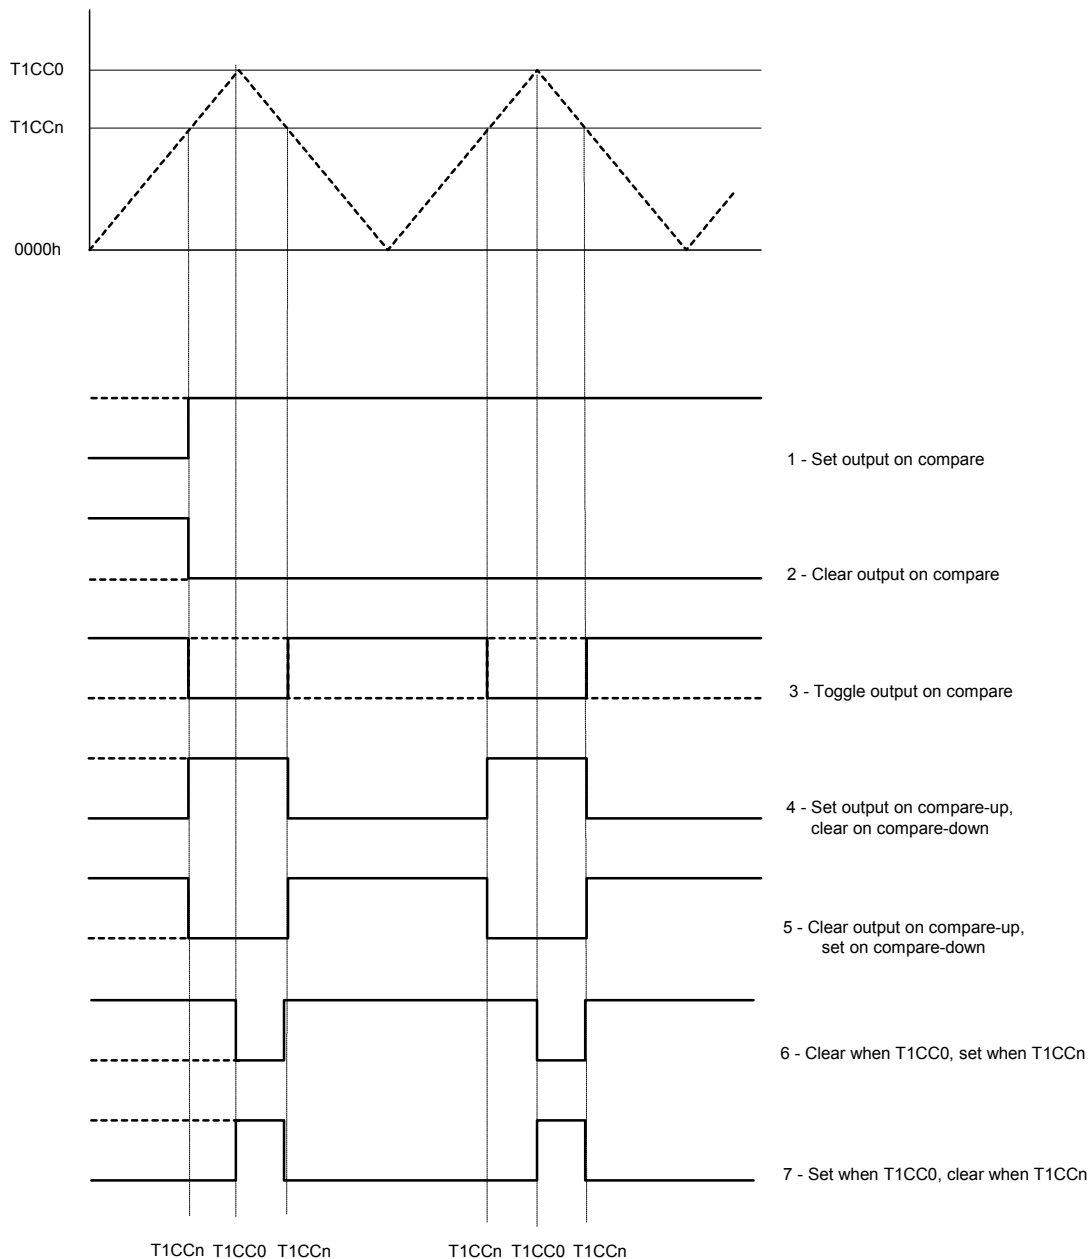 T1CC0
T1CCn
0000h
1 - Set output on compare
2 - Clear output on compare
3 - Toggle output on compare
4 - Set output on compare-up,
clear on compare-down
5 - Clear output on compare-up,
set on compare-down
6 - Clear when T1CC0, set when T1CCn
7 - Set when T1CC0, clear when T1CCn
T1CCn T1CC0 T1CCn T1CCn T1CC0 T1CCn